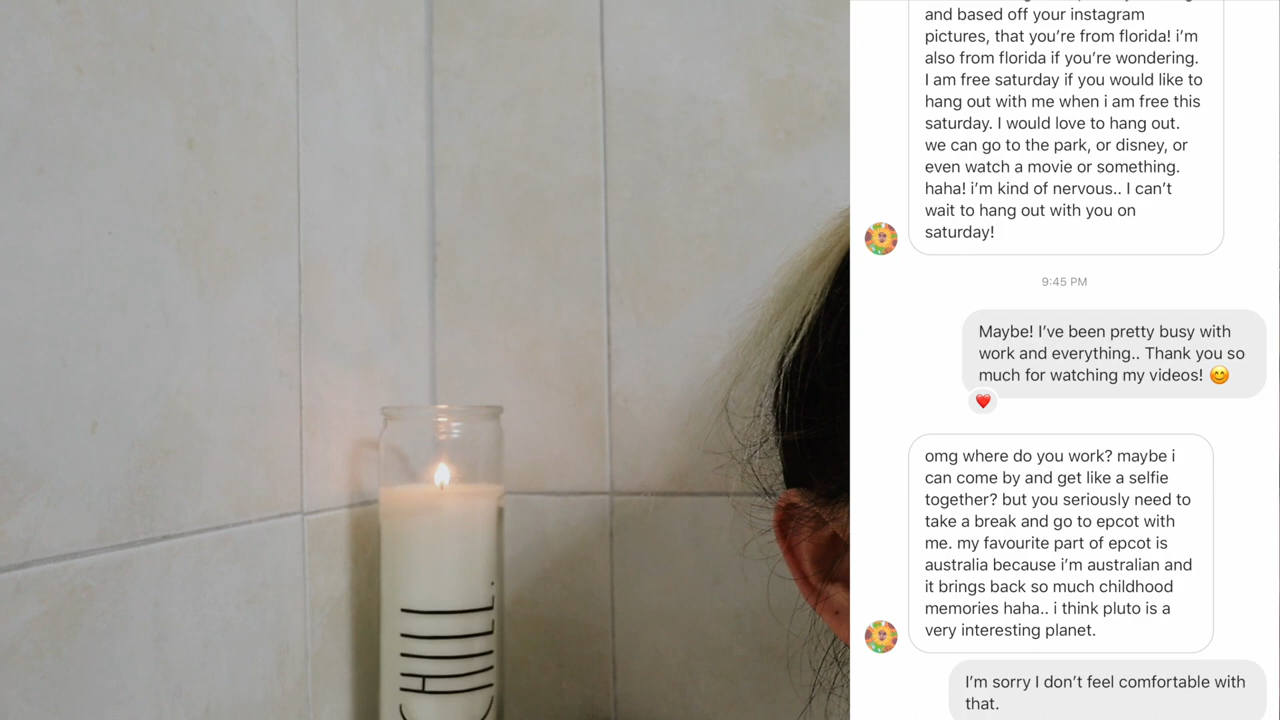 and based off your instagram
pictures, that you’re from florida! i’m
also from florida if you’re wondering.
I am free saturday if you would like to
hang out with me when i am free this
saturday. I would love to hang out.
we can go to the park, or disney, or
even watch a movie or something.
haha! i’m kind of nervous.. I can’t
wait to hang out with you on
saturday!
9:45 PM
Maybe! I’ve been pretty busy with
work and everything.. Thank you so
much for watching my videos! 😊
❤️
omg where do you work? maybe i
can come by and get like a selfie
together? but you seriously need to
take a break and go to epcot with
me. my favourite part of epcot is
australia because i’m australian and
it brings back so much childhood
memories haha.. i think pluto is a
very interesting planet.
I’m sorry I don’t feel comfortable with
that.